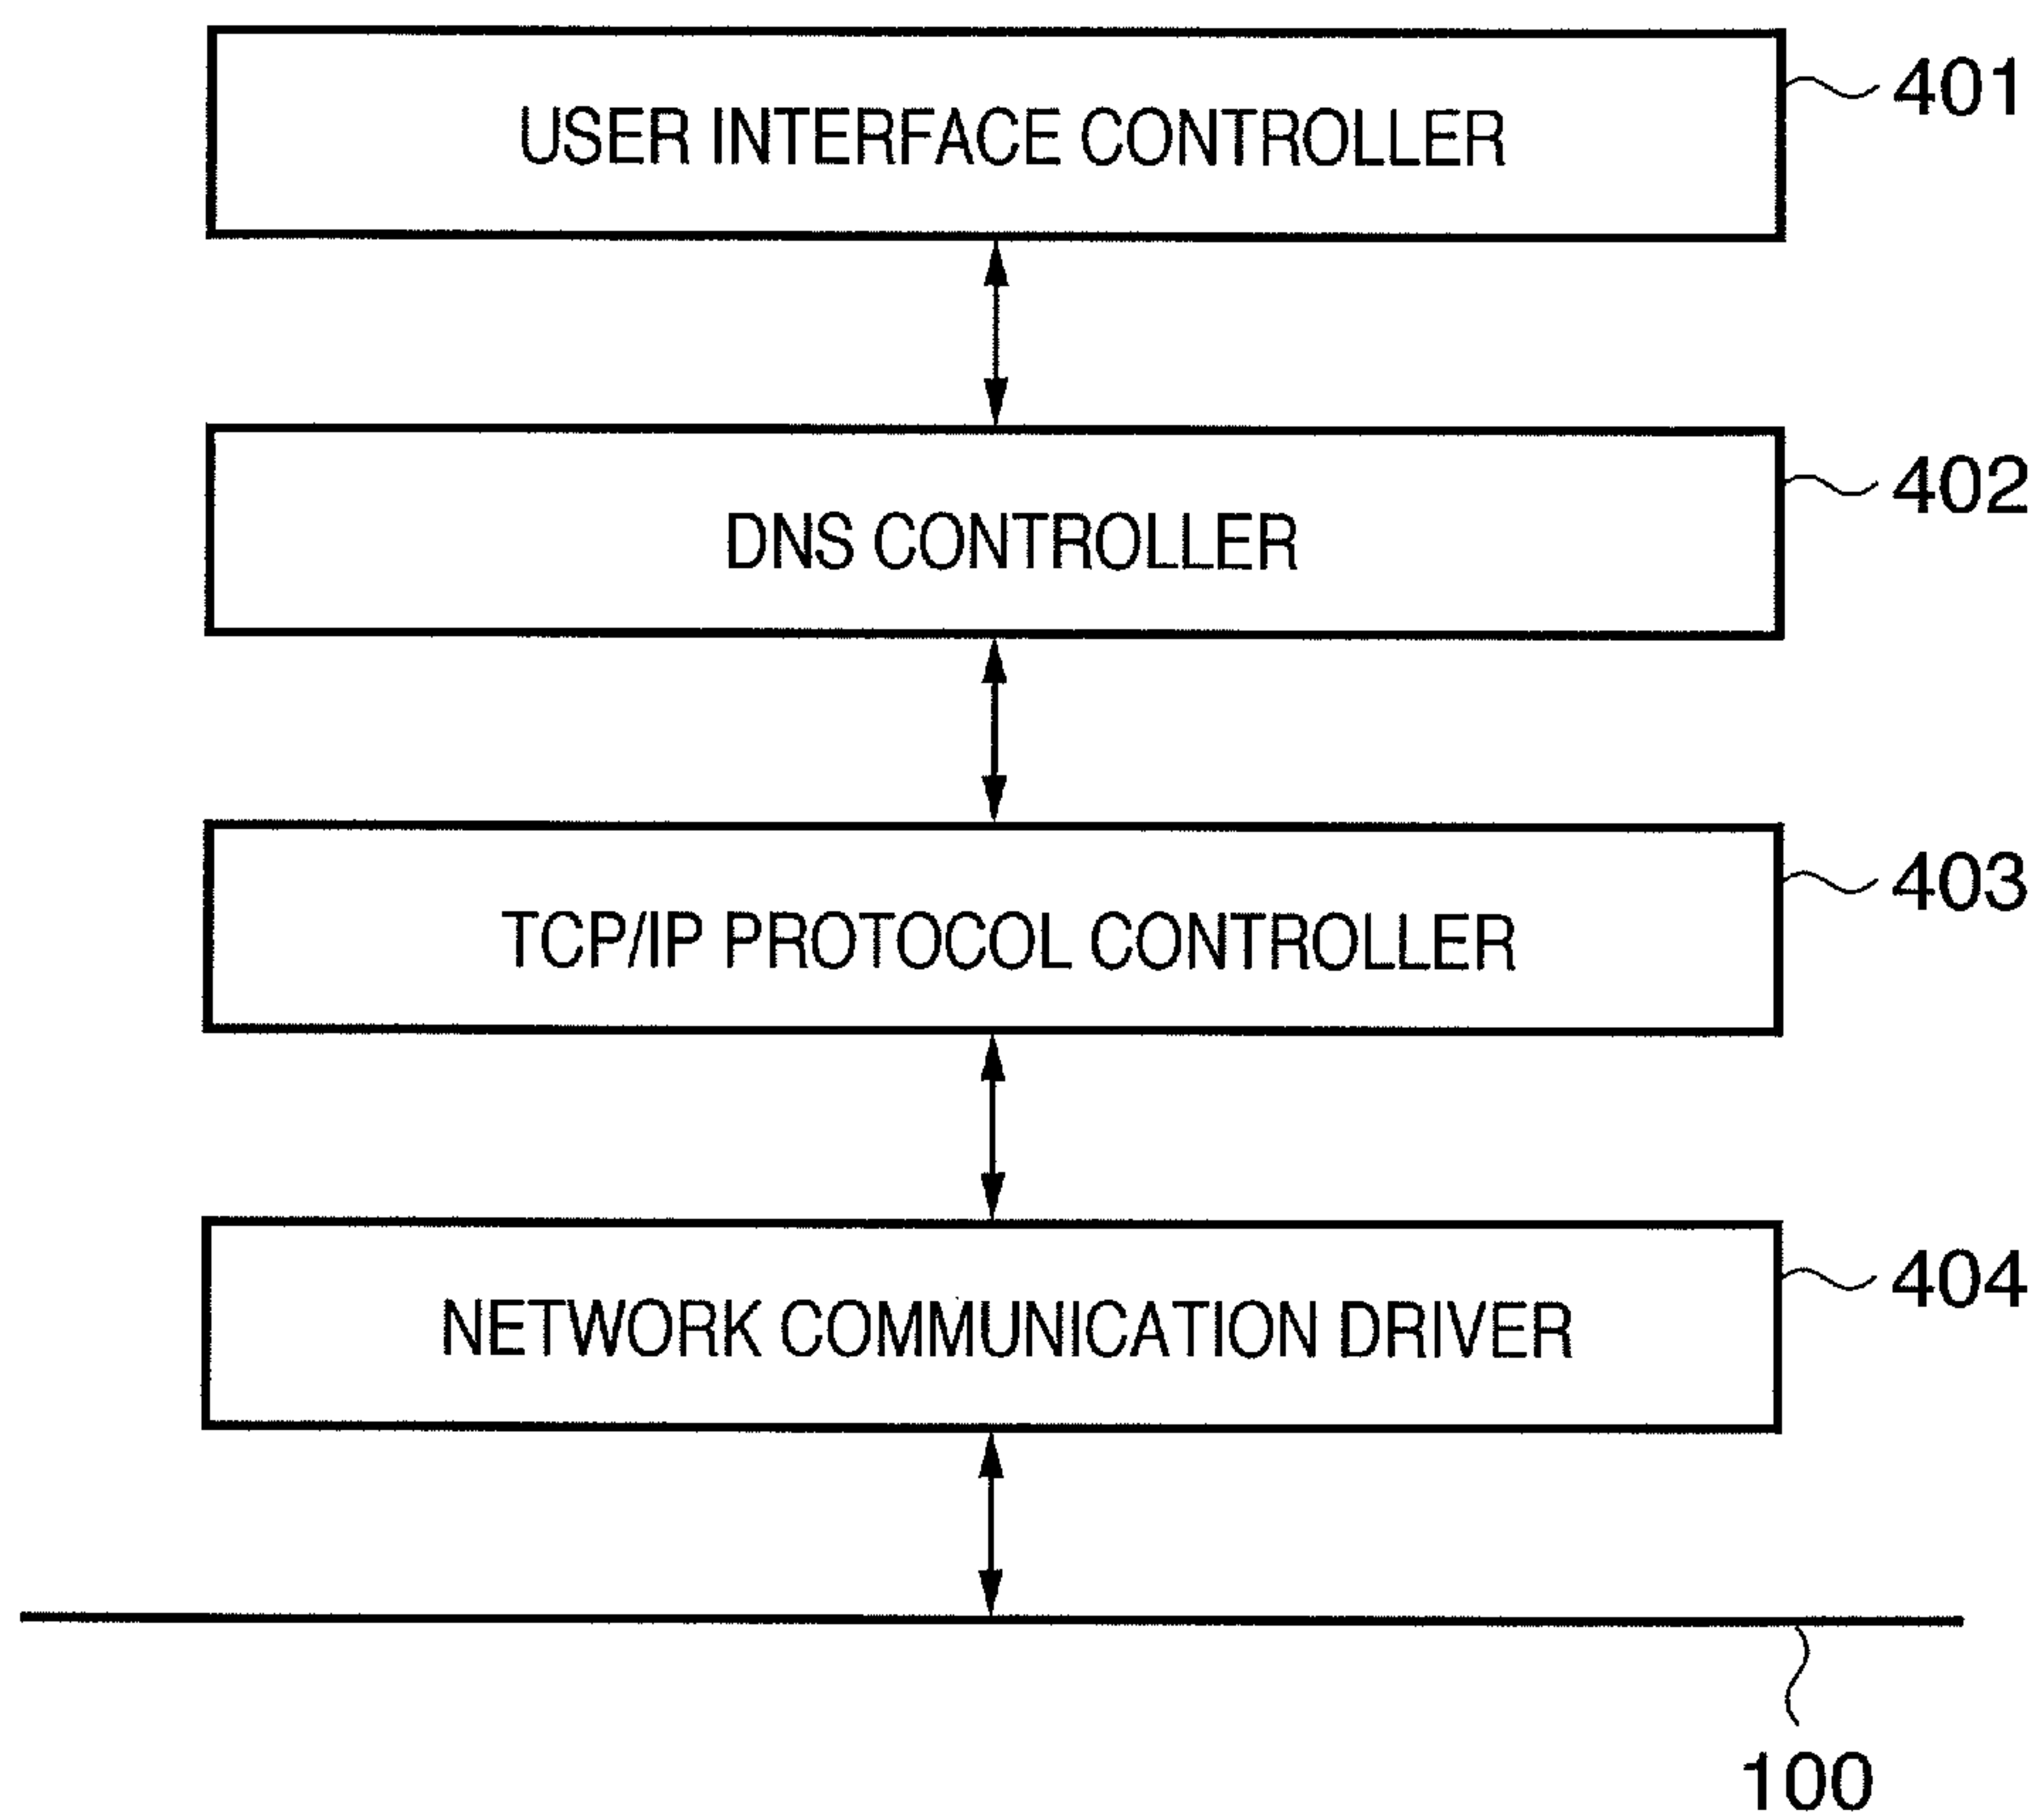 USER INTERFACE CONTROLLER
401
DNS CONTROLLER
402
TCP/IP PROTOCOL CONTROLLER
403
NETWORK COMMUNICATION DRIVER
404
100